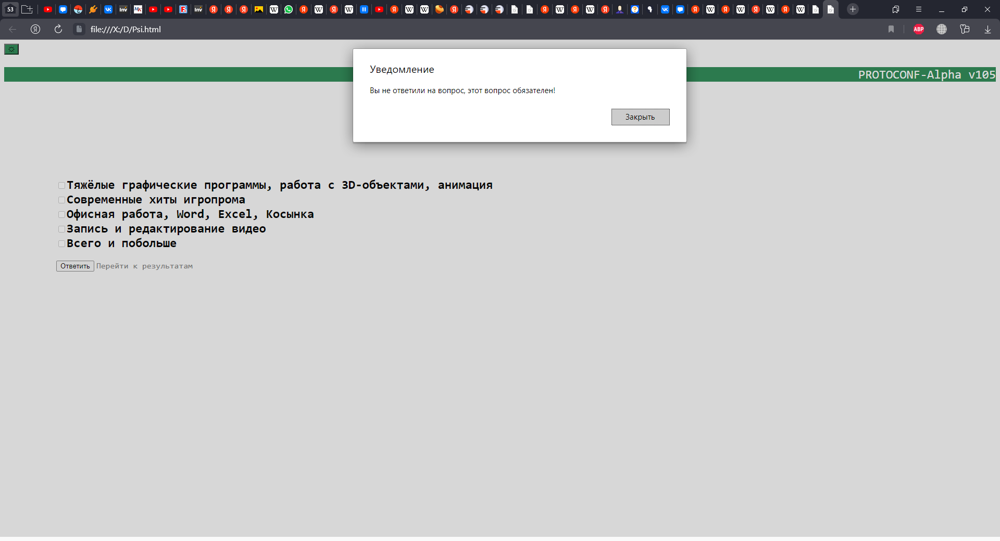 53
file:///X:/D/Psi.html
ABP
PROTOCONF-Alpha v105
Уведомление
Вы не ответили на вопрос, этот вопрос обязателен!
Закрыть
Тяжёлые графические программы, работа с 3D-объектами, анимация
Современные хиты игропрома
Офисная работа, Word, Excel, Косынка
Запись и редактирование видео
Всего и побольше
Ответить Перейти к результатам